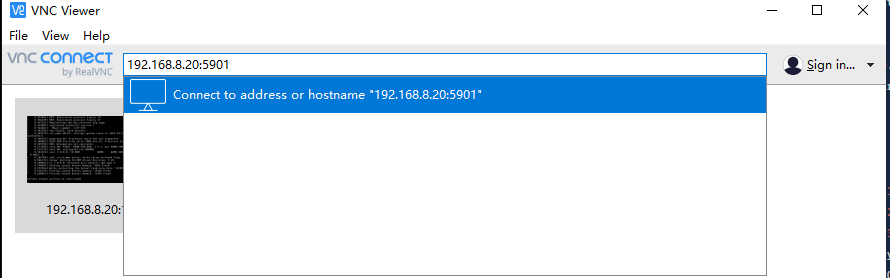 VNC Viewer
File View Help
vnc connect
by RealVNC
192.168.8.20:5901
Sign in...
Connect to address or hostname "192.168.8.20:5901"
192.168.8.20: